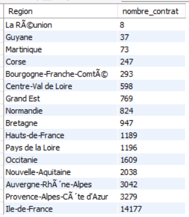 Region nombre_contrat
La RÃ©union 8
Guyane 37
Martinique 73
Corse 247
Bourgogne-Franche-ComtÃ© 293
Centre-Val de Loire 598
Grand Est 769
Normandie 824
Bretagne 947
Hauts-de-France 1189
Pays de la Loire 1196
Occitanie 1609
Nouvelle-Aquitaine 2038
Auvergne-RhÃ´ne-Alpes 3042
Provence-Alpes-CÃ´te d'Azur 3279
Ile-de-France 14177